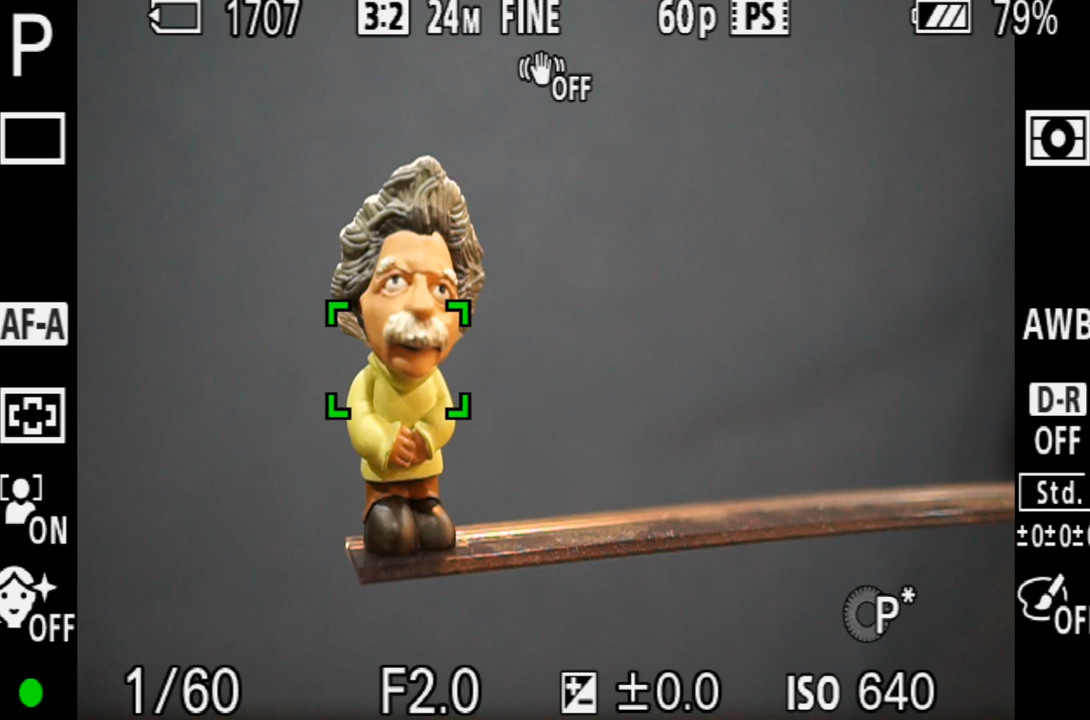 P
1707 3:2 24M FINE 60p PS 79%
OFF
AF-A
AWB
D-R
OFF
Std.
ON
±0±0±
OFF
OF
P*
1/60 F2.0 ±0.0 ISO 640